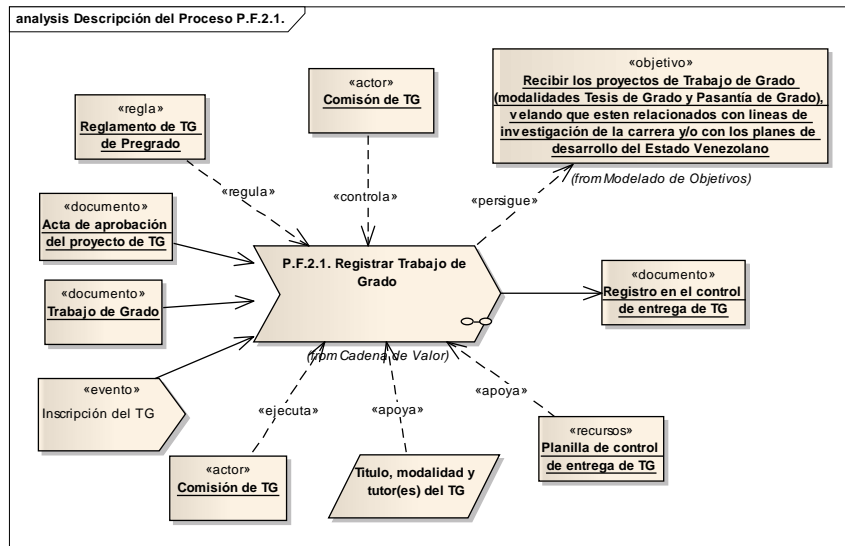 analysis Descripción del Proceso P.F.2.1.
«objetivo»
Recibir los proyectos de Trabajo de Grado
(modalidades Tesis de Grado y Pasantía de Grado),
velando que esten relacionados con lineas de
investigación de la carrera y/o con los planes de
desarrollo del Estado Venezolano
(from Modelado de Objetivos)
«actor»
Comisón de TG
«regla»
Reglamento de TG
de Pregrado
«regula»
«controla»
«persigue»
«documento»
Acta de aprobación
del proyecto de TG
P.F.2.1. Registrar Trabajo de
Grado
(from Cadena de Valor)
«documento»
Registro en el control
de entrega de TG
«documento»
Trabajo de Grado
«evento»
Inscripción del TG
«ejecuta»
«apoya»
«apoya»
«actor»
Comisión de TG
Titulo, modalidad y
tutor(es) del TG
«recursos»
Planilla de control
de entrega de TG